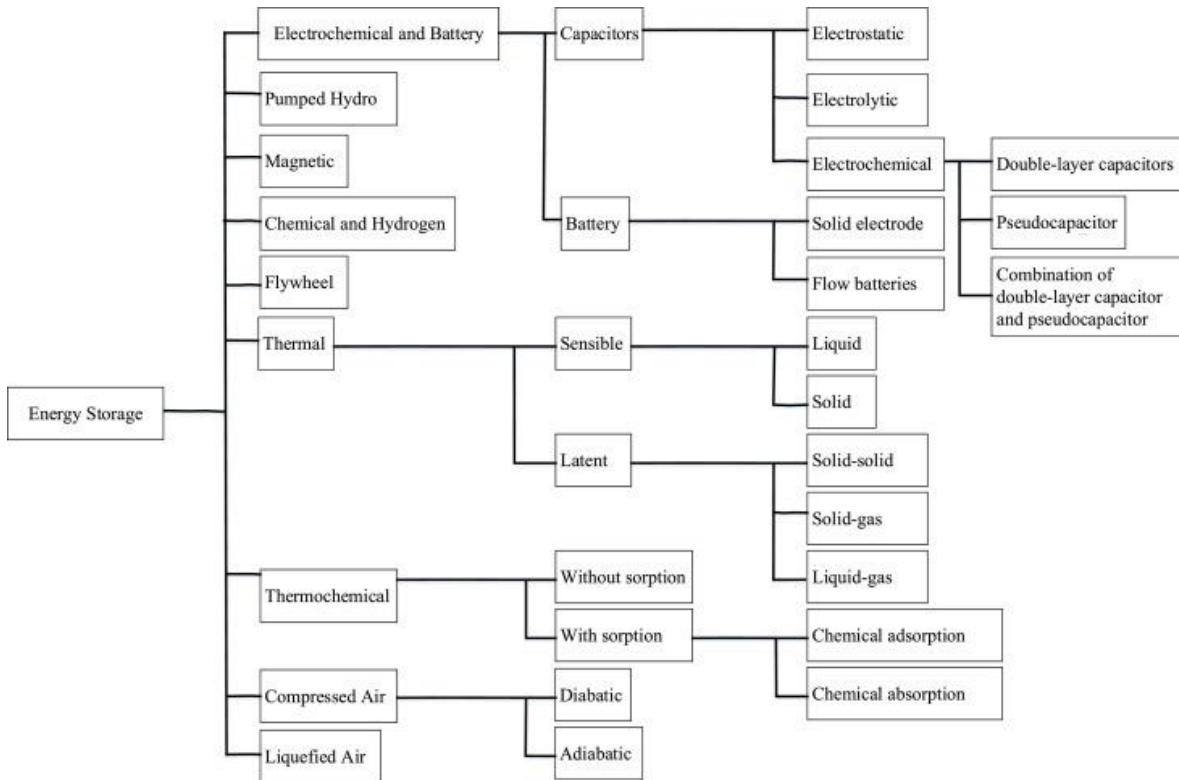 Electrochemical and Battery
Capacitors
Electrostatic
Pumped Hydro
Electrolytic
Magnetic
Electrochemical
Double-layer capacitors
Chemical and Hydrogen
Battery
Solid electrode
Pseudocapacitor
Flywheel
Flow batteries
Combination of
double-layer capacitor
and pseudocapacitor
Thermal
Sensible
Liquid
Solid
Energy Storage
Latent
Solid-solid
Solid-gas
Liquid-gas
Thermochemical
Without sorption
With sorption
Chemical adsorption
Chemical absorption
Compressed Air
Diabatic
Adiabatic
Liquefied Air